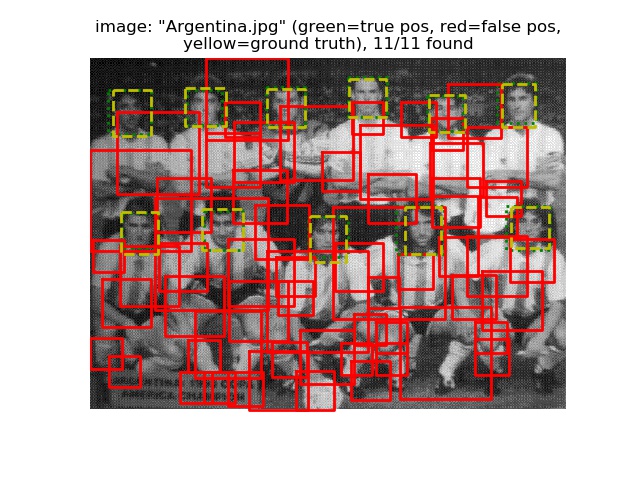 image: "Argentina.jpg" (green=true pos, red=false pos,
yellow=ground truth), 11/11 found